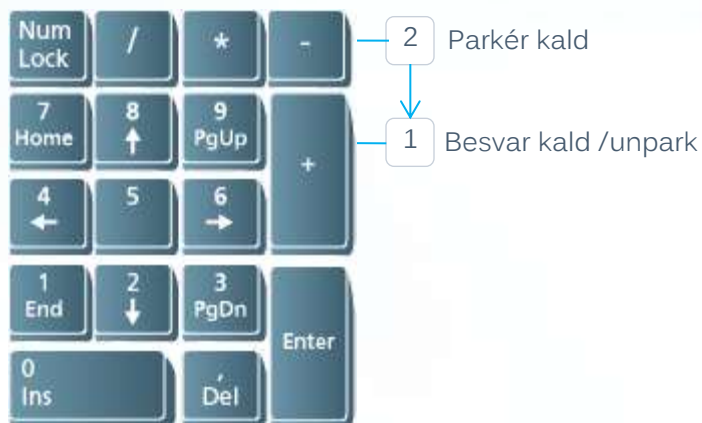 Num Lock / * - 2 Parkér kald
7 Home 8 ↑ 9 PgUp + 1 Besvar kald /unpark
4 ← 5 6 →
1 End 2 ↓ 3 PgDn Enter
0 Ins , Del